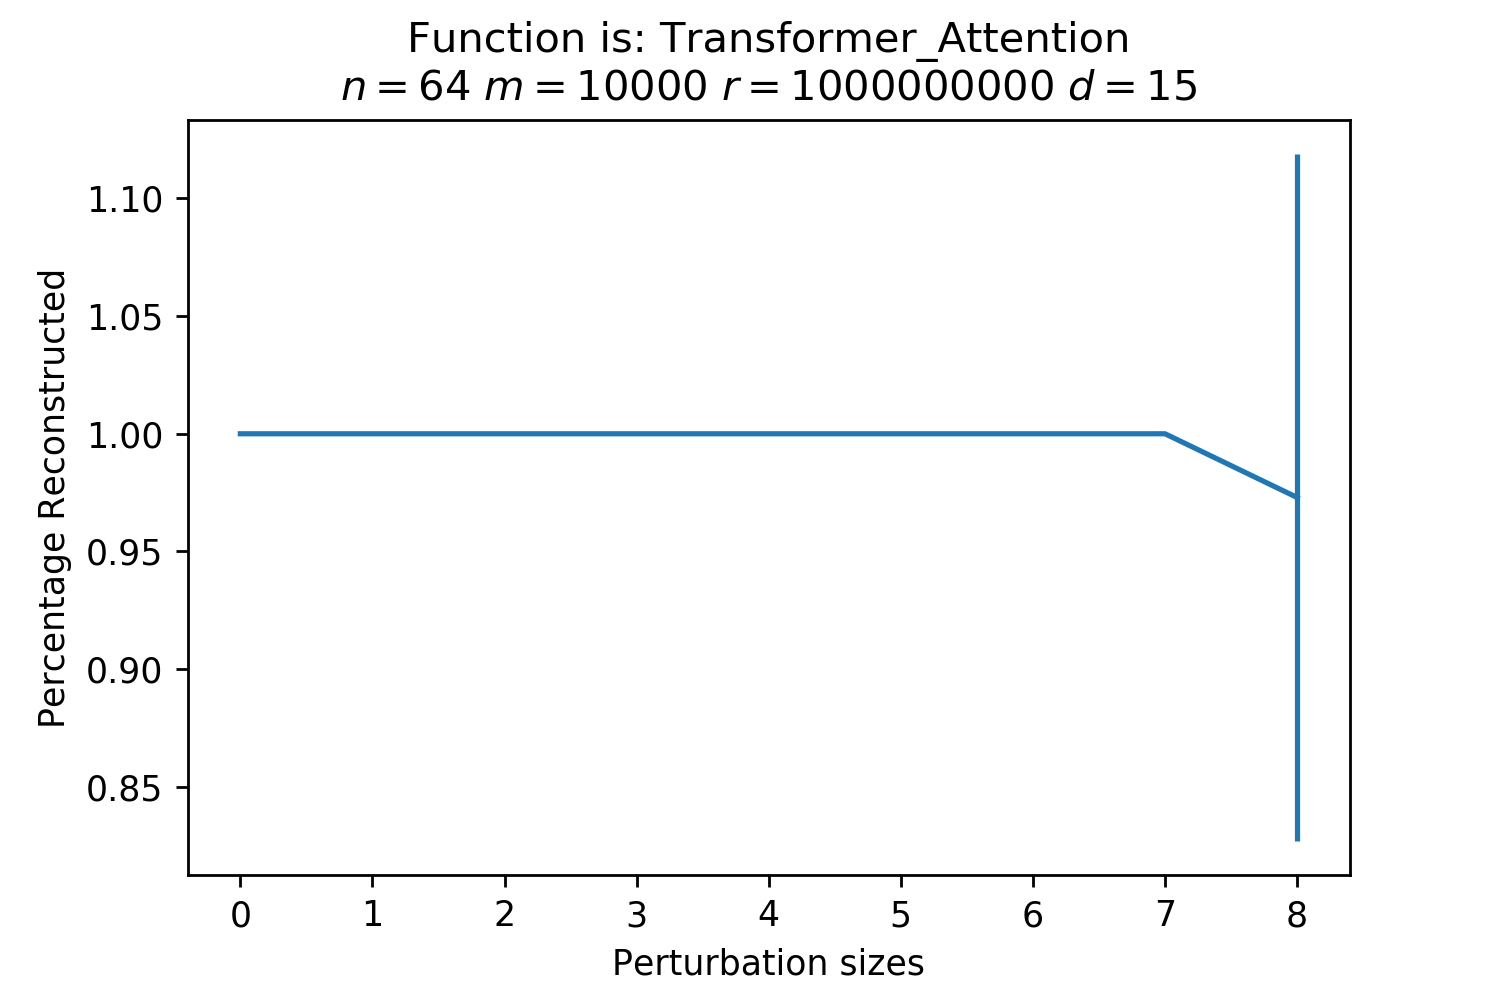 Function is: Transformer_Attention
n = 64 m = 10000 r = 1000000000 d = 15
Percentage Reconstructed
1.10
1.05
1.00
0.95
0.90
0.85
0 1 2 3 4 5 6 7 8
Perturbation sizes